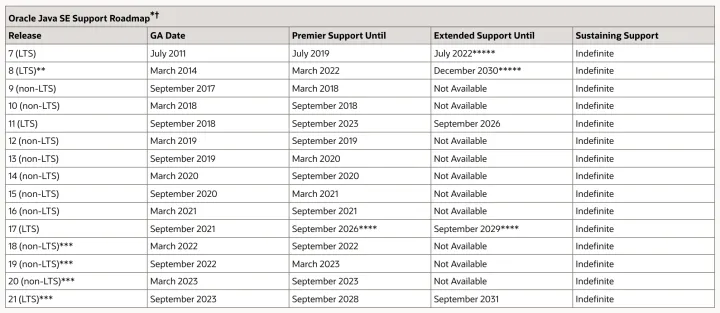 Oracle Java SE Support Roadmap*†
Release GA Date Premier Support Until Extended Support Until Sustaining Support
7 (LTS) July 2011 July 2019 July 2022***** Indefinite
8 (LTS)** March 2014 March 2022 December 2030***** Indefinite
9 (non-LTS) September 2017 March 2018 Not Available Indefinite
10 (non-LTS) March 2018 September 2018 Not Available Indefinite
11 (LTS) September 2018 September 2023 September 2026 Indefinite
12 (non-LTS) March 2019 September 2019 Not Available Indefinite
13 (non-LTS) September 2019 March 2020 Not Available Indefinite
14 (non-LTS) March 2020 September 2020 Not Available Indefinite
15 (non-LTS) September 2020 March 2021 Not Available Indefinite
16 (non-LTS) March 2021 September 2021 Not Available Indefinite
17 (LTS) September 2021 September 2026**** September 2029**** Indefinite
18 (non-LTS)*** March 2022 September 2022 Not Available Indefinite
19 (non-LTS)*** September 2022 March 2023 Not Available Indefinite
20 (non-LTS)*** March 2023 September 2023 Not Available Indefinite
21 (LTS)*** September 2023 September 2028 September 2031 Indefinite